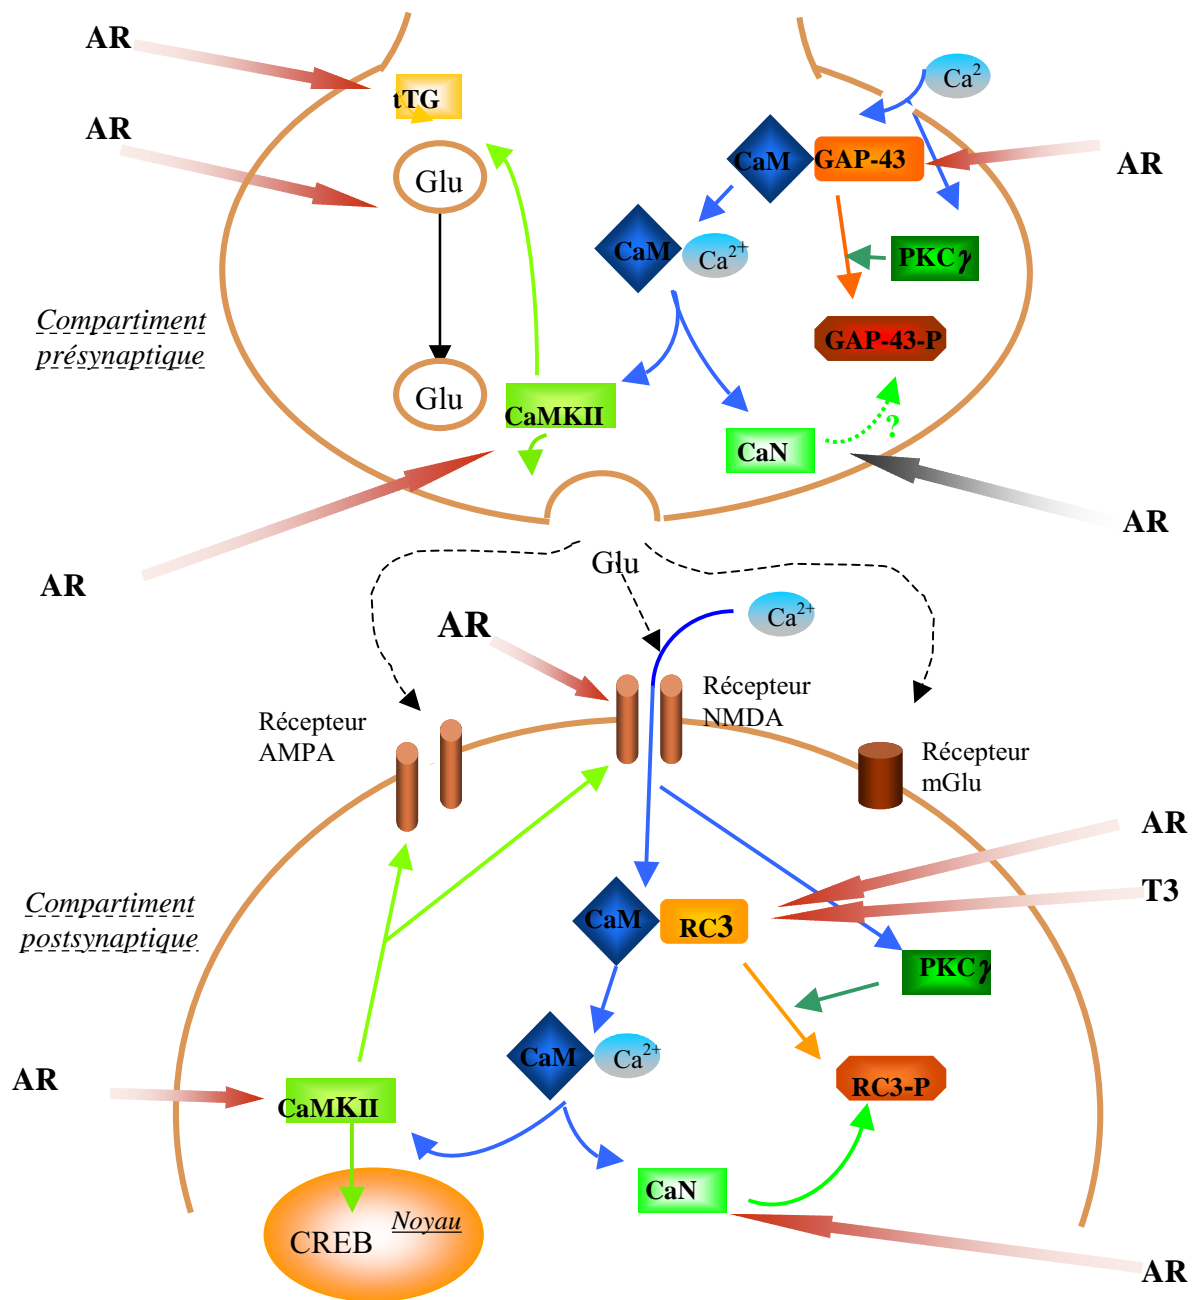 AR
tTG
Ca2
AR
CaM GAP-43
AR
Glu
CaM Ca2+
PKCγ
Compartiment
présynaptique
GAP-43-P
Glu
CaMKII
?
CaN
AR
AR
Glu
Ca2+
AR
Récepteur
NMDA
Récepteur
AMPA
Récepteur
mGlu
AR
T3
Compartiment
postsynaptique
CaM RC3
PKCγ
CaM Ca2+
RC3-P
AR
CaMKII
CaN
Noyau
CREB
AR